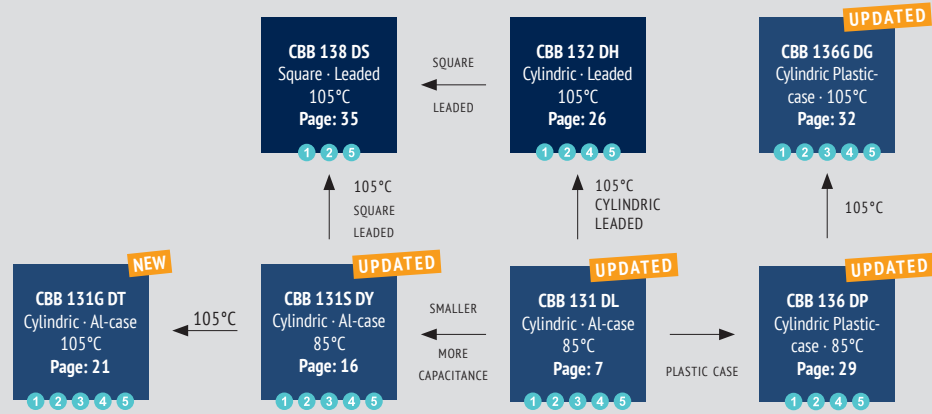 UPDATED
CBB 138 DS
Square · Leaded
105°C
Page: 35
1 2 5
SQUARE
LEADED
CBB 132 DH
Cylindric · Leaded
105°C
Page: 26
1 2 4 5
CBB 136G DG
Cylindric Plastic-
case · 105°C
Page: 32
1 2 3 4 5
105°C
SQUARE
LEADED
105°C
CYLINDRIC
LEADED
105°C
NEW
CBB 131G DT
Cylindric · Al-case
105°C
Page: 21
1 2 3 4 5
105°C
UPDATED
CBB 131S DY
Cylindric · Al-case
85°C
Page: 16
1 2 3 4 5
SMALLER
MORE
CAPACITANCE
UPDATED
CBB 131 DL
Cylindric · Al-case
85°C
Page: 7
1 2 3 4 5
PLASTIC CASE
UPDATED
CBB 136 DP
Cylindric Plastic-
case · 85°C
Page: 29
1 2 4 5